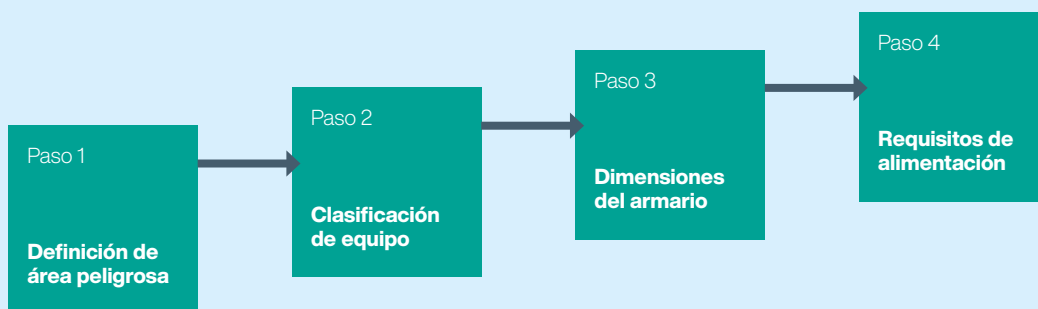 Paso 1
Definición de
área peligrosa
Paso 2
Clasificación
de equipo
Paso 3
Dimensiones
del armario
Paso 4
Requisitos de
alimentación